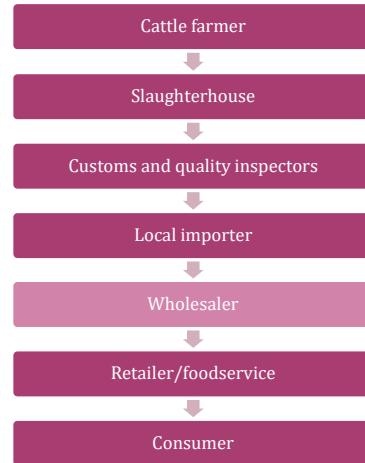 Cattle farmer
Slaughterhouse
Customs and quality inspectors
Local importer
Wholesaler
Retailer/foodservice
Consumer